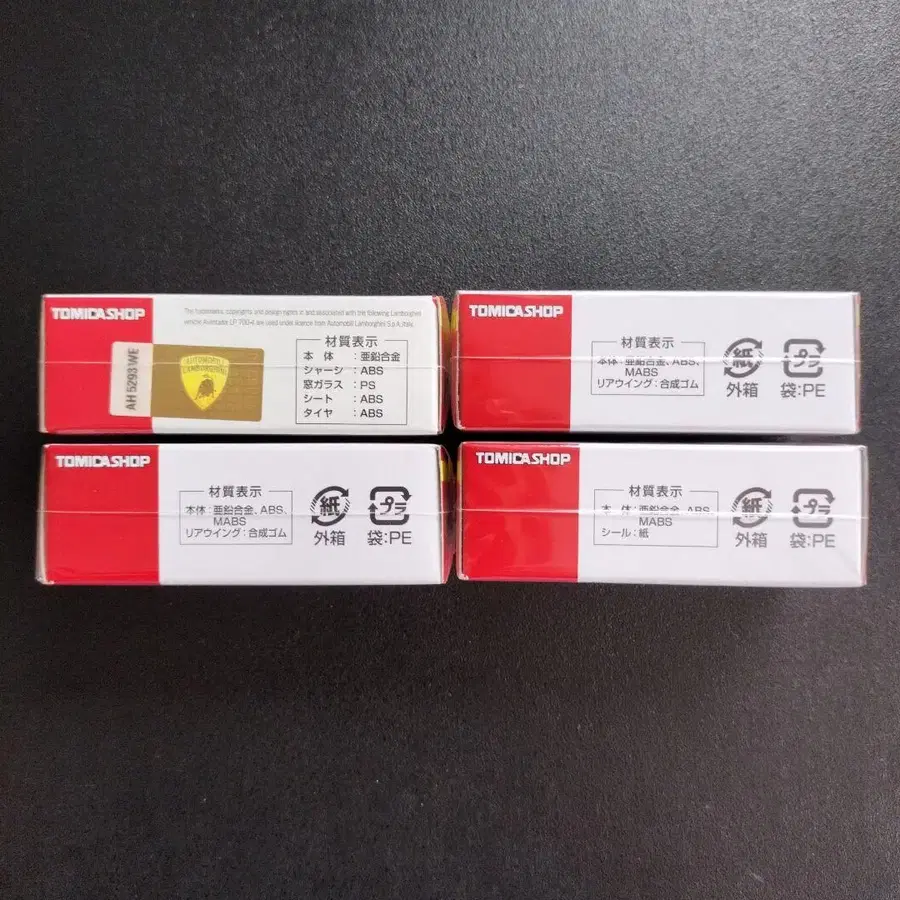 TOMICASHOP
The trademarks, copyrights, and design rights in and associated with the following Lamborghini
vehicle Aventador LP 700-4 are used under licence from Automobili Lamborghini S.p.A, Italy.
AH 5293 WE
AUTOMOBILI
LAMBORGHINI
材質表示
本 体 : 亜鉛合金
シャーシ : ABS
窓ガラス : PS
シート : ABS
タイヤ : ABS
TOMICASHOP
材質表示
本体 : 亜鉛合金、ABS、
MABS
リアウイング : 合成ゴム
紙
外箱
プラ
袋:PE
TOMICASHOP
材質表示
本体 : 亜鉛合金、ABS、
MABS
リアウイング : 合成ゴム
紙
外箱
プラ
袋:PE
TOMICASHOP
材質表示
本 体 : 亜鉛合金、ABS、
MABS
シール : 紙
紙
外箱
プラ
袋:PE